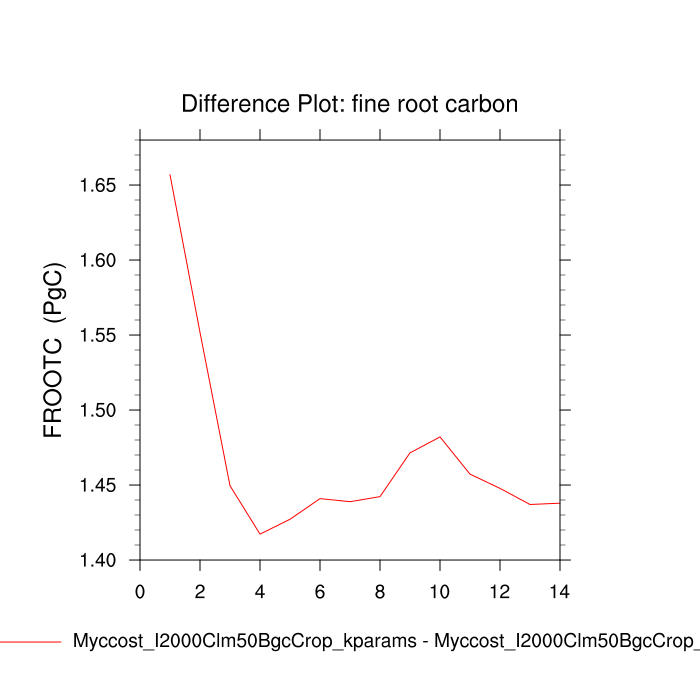 Difference Plot: fine root carbon
FROOTC (PgC)
1.65
1.60
1.55
1.50
1.45
1.40
0 2 4 6 8 10 12 14
Myccost_I2000Clm50BgcCrop_kparams - Myccost_I2000Clm50BgcCrop_